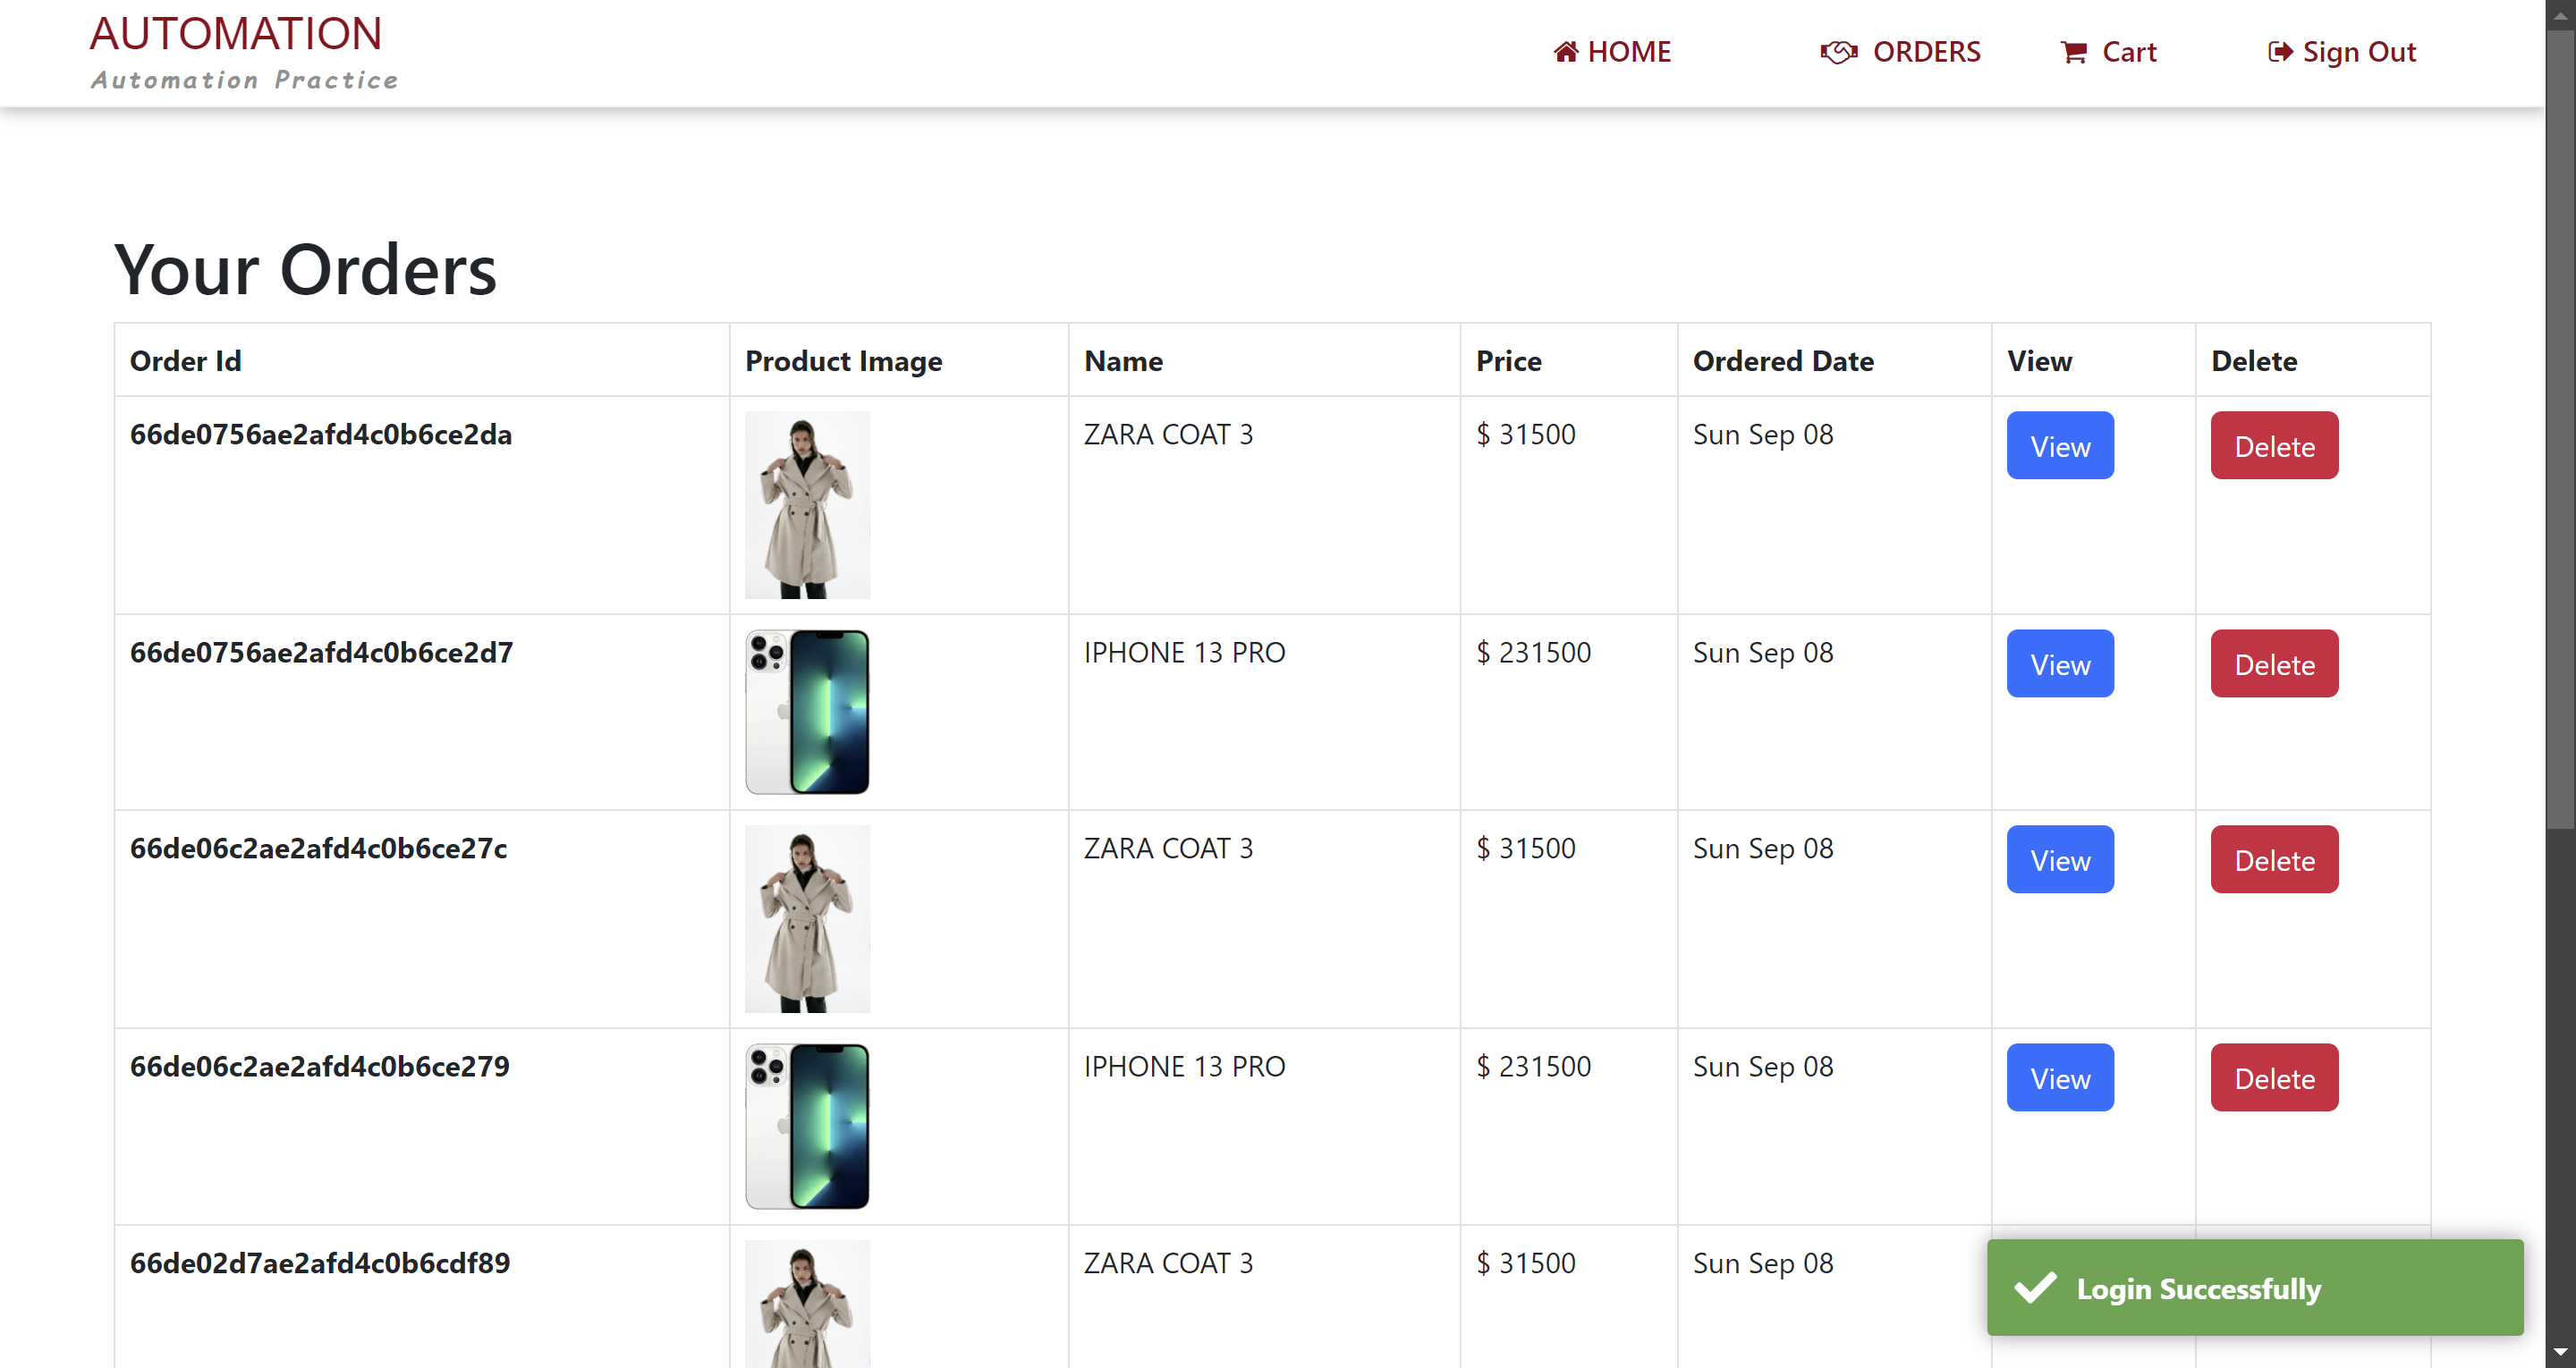 AUTOMATION
Automation Practice
HOME
ORDERS
Cart
Sign Out
Your Orders
Order Id Product Image Name Price Ordered Date View Delete
66de0756ae2afd4c0b6ce2da ZARA COAT 3 $ 31500 Sun Sep 08 View Delete
66de0756ae2afd4c0b6ce2d7 IPHONE 13 PRO $ 231500 Sun Sep 08 View Delete
66de06c2ae2afd4c0b6ce27c ZARA COAT 3 $ 31500 Sun Sep 08 View Delete
66de06c2ae2afd4c0b6ce279 IPHONE 13 PRO $ 231500 Sun Sep 08 View Delete
66de02d7ae2afd4c0b6cdf89 ZARA COAT 3 $ 31500 Sun Sep 08
Login Successfully